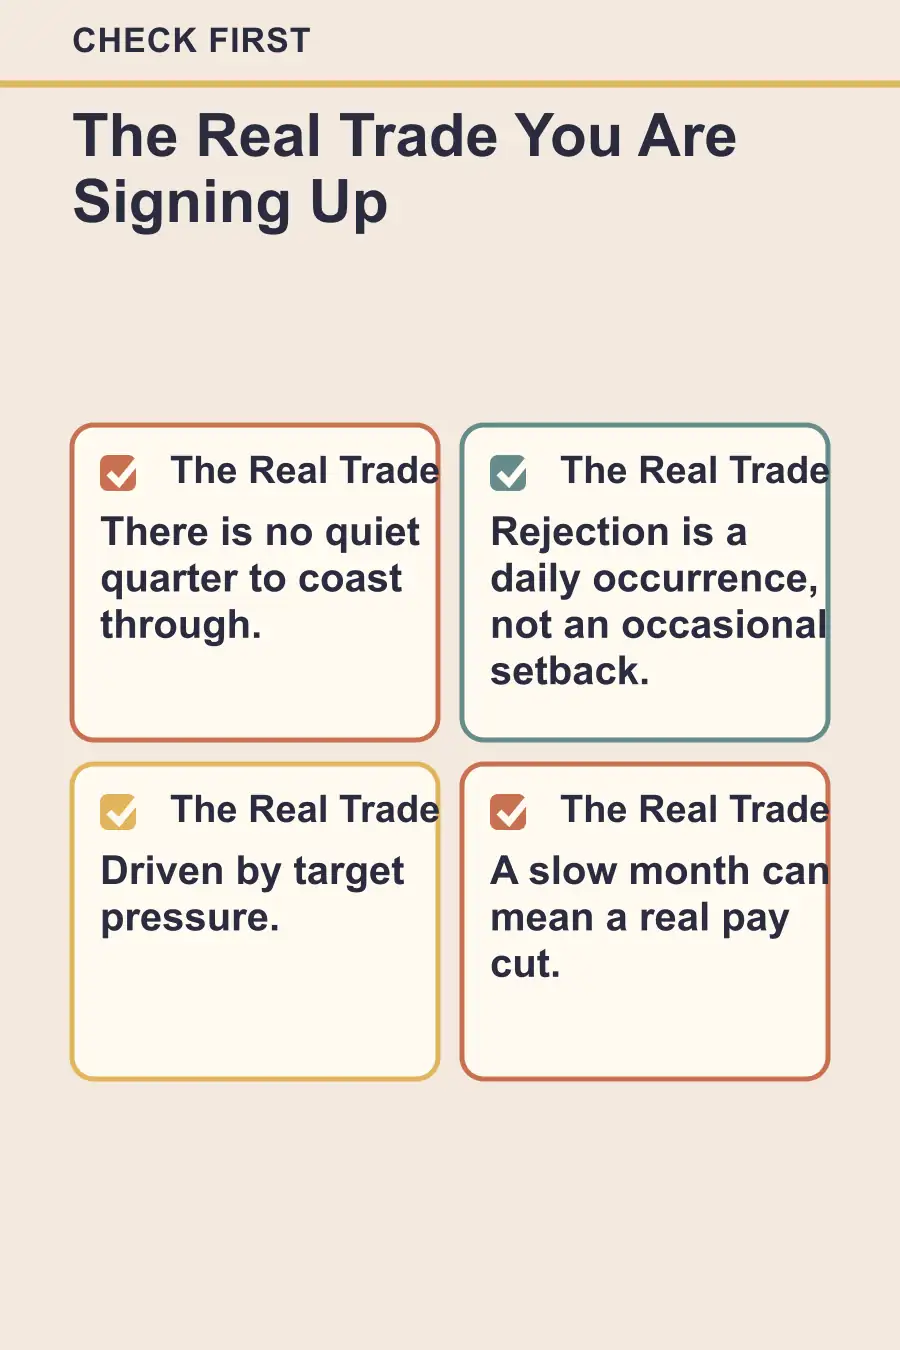 CHECK FIRST
The Real Trade You Are
Signing Up
The Real Trade
There is no quiet
quarter to coast
through.
The Real Trade
Rejection is a
daily occurrence,
not an occasional
setback.
The Real Trade
Driven by target
pressure.
The Real Trade
A slow month can
mean a real pay
cut.